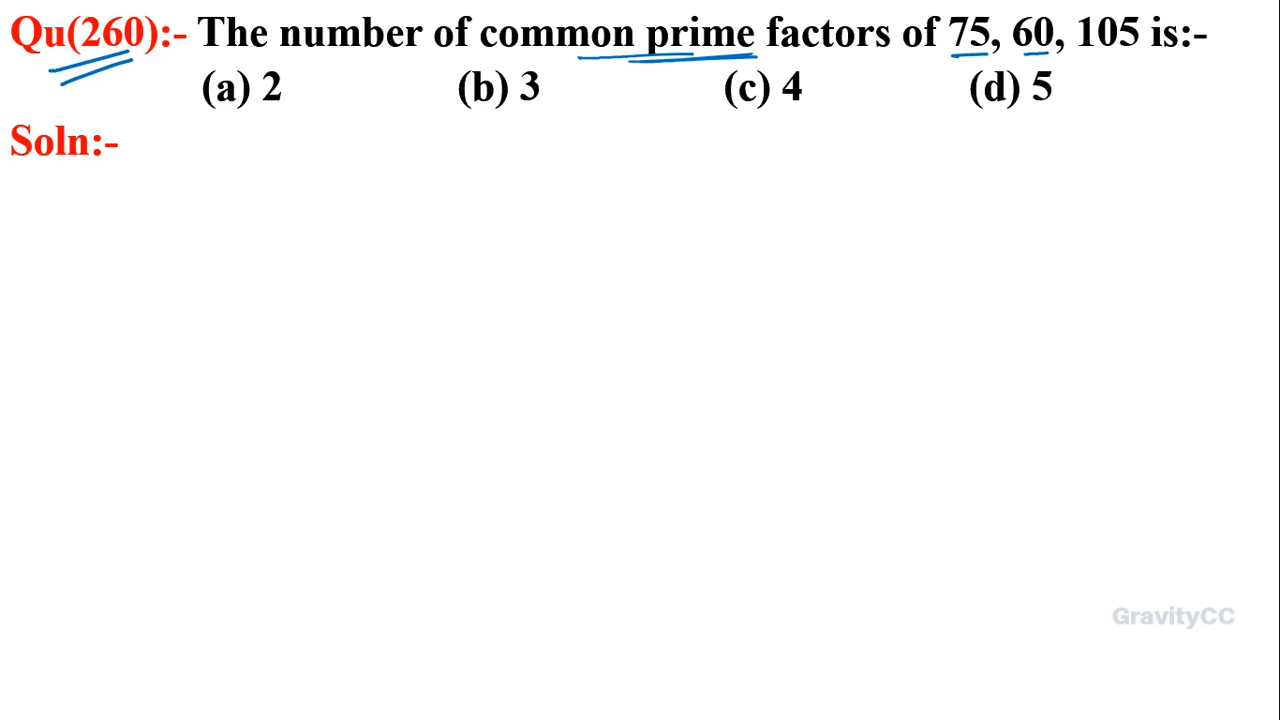 Qu(260):- The number of common prime factors of 75, 60, 105 is:-
(a) 2 (b) 3 (c) 4 (d) 5
Soln:-
GravityCC